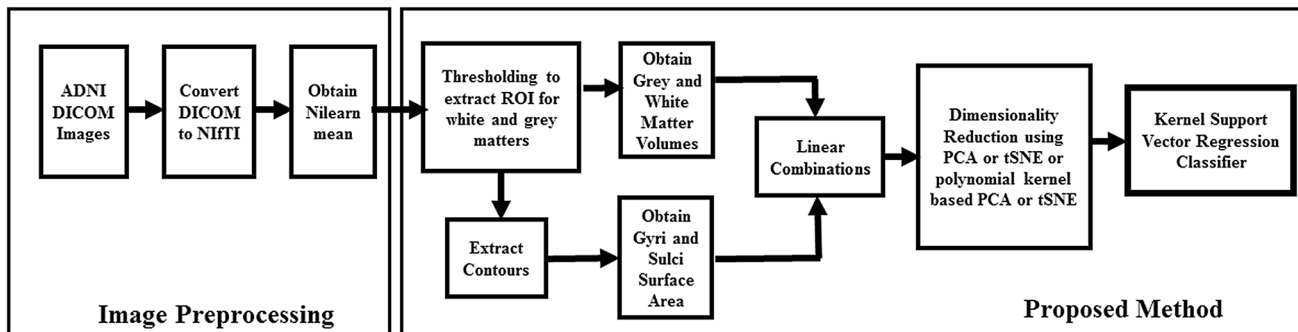 ADNI
DICOM
Images
Convert
DICOM
to NIfTI
Obtain
Nilearn
mean
Image Preprocessing
Thresholding to
extract ROI for
white and grey
matters
Obtain
Grey and
White
Matter
Volumes
Extract
Contours
Obtain
Gyri and
Sulci
Surface
Area
Linear
Combinations
Dimensionality
Reduction using
PCA or tSNE or
polynomial kernel
based PCA or tSNE
Kernel Support
Vector Regression
Classifier
Proposed Method